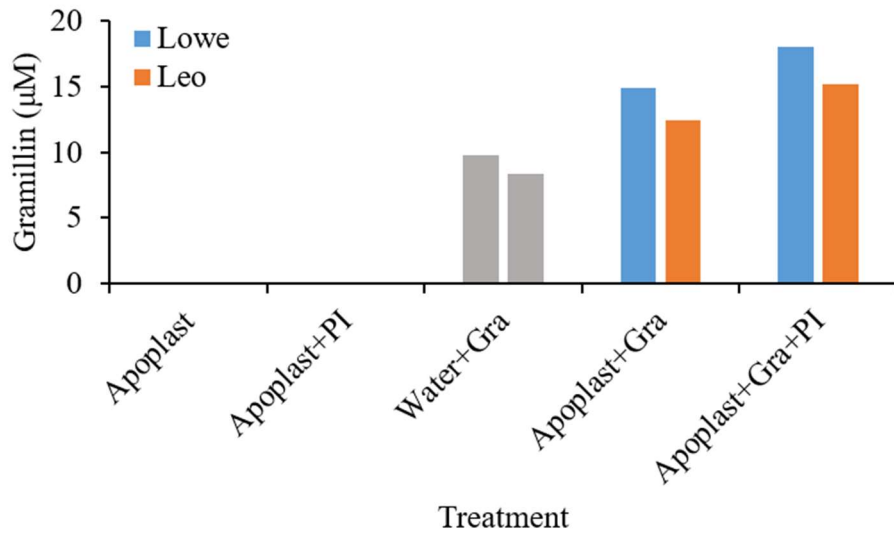 20
15
10
5
0
Gramillin (µM)
Lowe
Leo
Apoplast
Apoplast+PI
Water+Gra
Apoplast+Gra
Apoplast+Gra+PI
Treatment